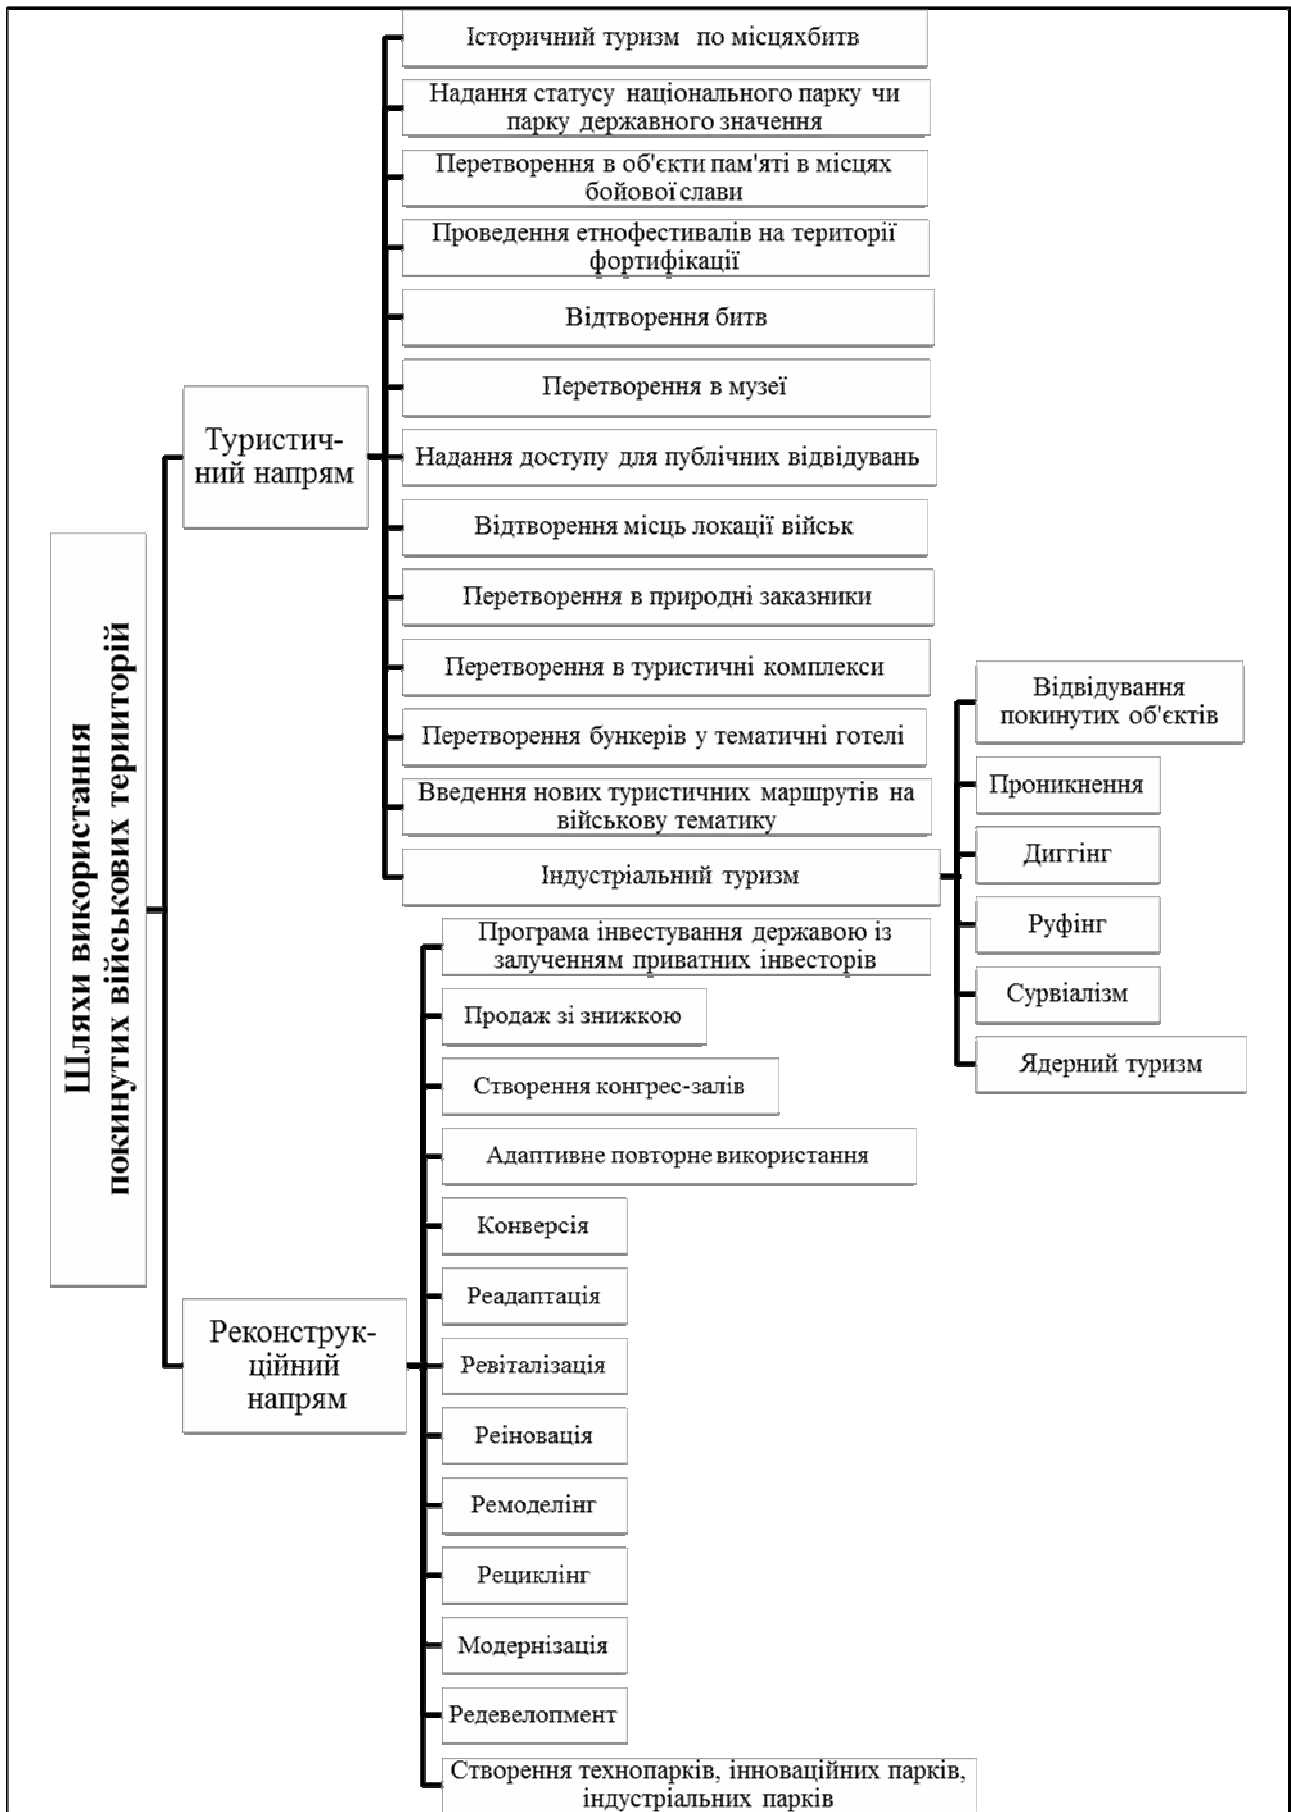 Шляхи використання
покинутих військових територій
Туристич-
ний напрям
Історичний туризм по місцяхбитв
Надання статусу національного парку чи
парку державного значення
Перетворення в об'єкти пам'яті в місцях
бойової слави
Проведення етнофестивалів на території
фортифікації
Відтворення битв
Перетворення в музеї
Надання доступу для публічних відвідувань
Відтворення місць локації військ
Перетворення в природні заказники
Перетворення в туристичні комплекси
Перетворення бункерів у тематичні готелі
Введення нових туристичних маршрутів на
військову тематику
Індустріальний туризм
Відвідування
покинутих об'єктів
Проникнення
Диггінг
Руфінг
Сурвіалізм
Ядерний туризм
Реконструк-
ційний
напрям
Програма інвестування державою із
залученням приватних інвесторів
Продаж зі знижкою
Створення конгрес-залів
Адаптивне повторне використання
Конверсія
Реадаптація
Ревіталізація
Реіновація
Ремоделінг
Рециклінг
Модернізація
Редевелопмент
Створення технопарків, інноваційних парків,
індустріальних парків